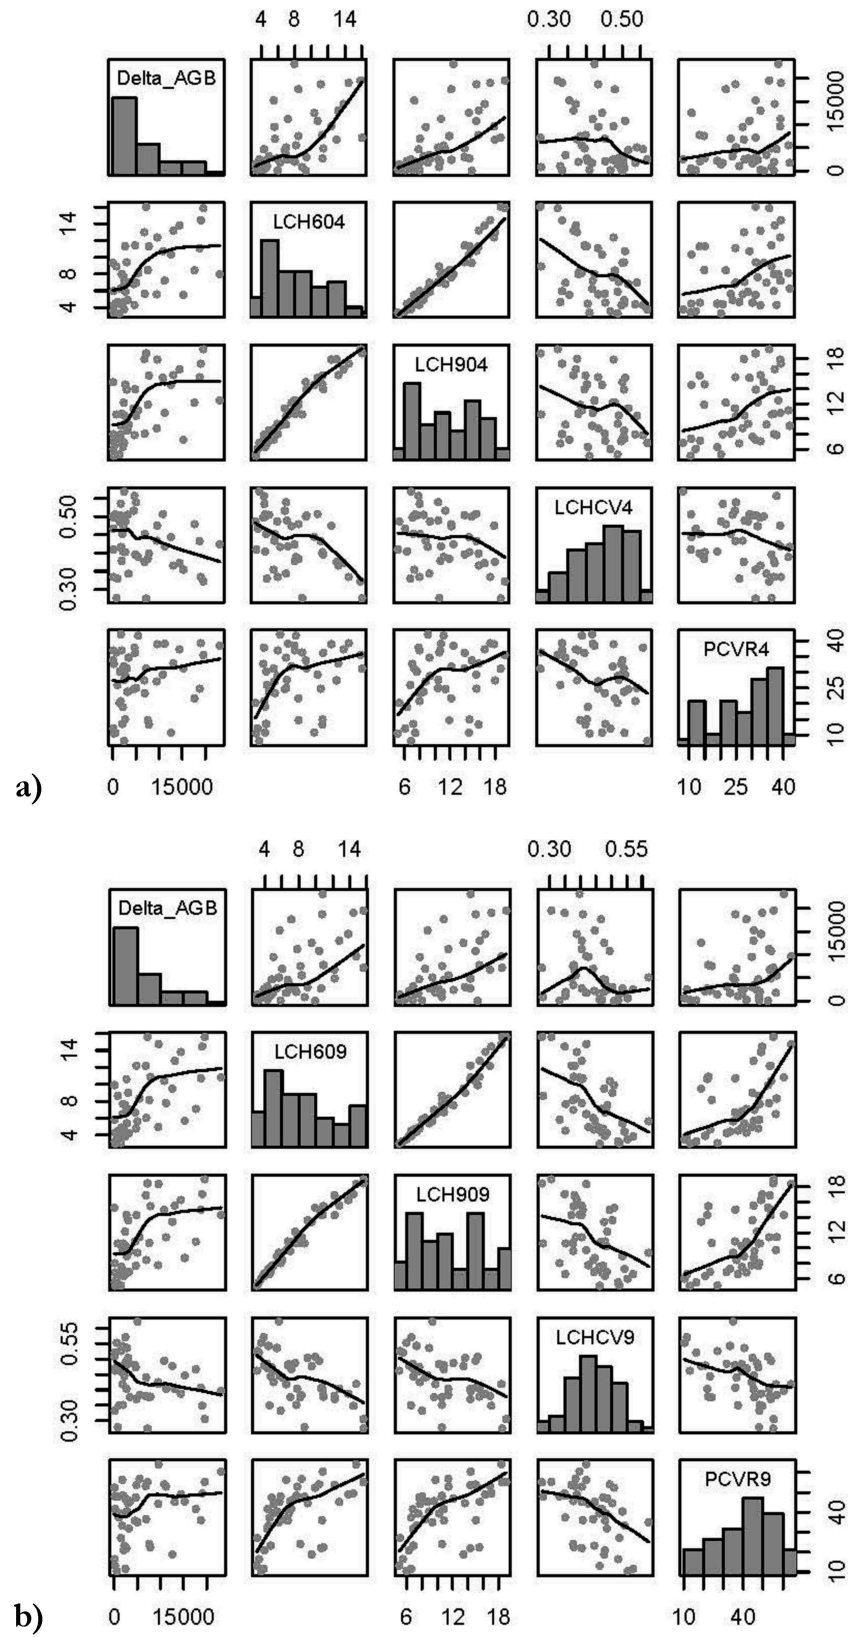 4 8 14 0.30 0.50
Delta_AGB
0 15000
4 8 14
LCH604
LCH904
6 12 18
0.30 0.50
LCHCV4
PCVR4
10 25 40
a)
0 15000 6 12 18 10 25 40
4 8 14 0.30 0.55
Delta_AGB
0 15000
4 8 14
LCH609
LCH909
6 12 18
0.30 0.55
LCHCV9
PCVR9
10 40
b)
0 15000 6 12 18 10 40